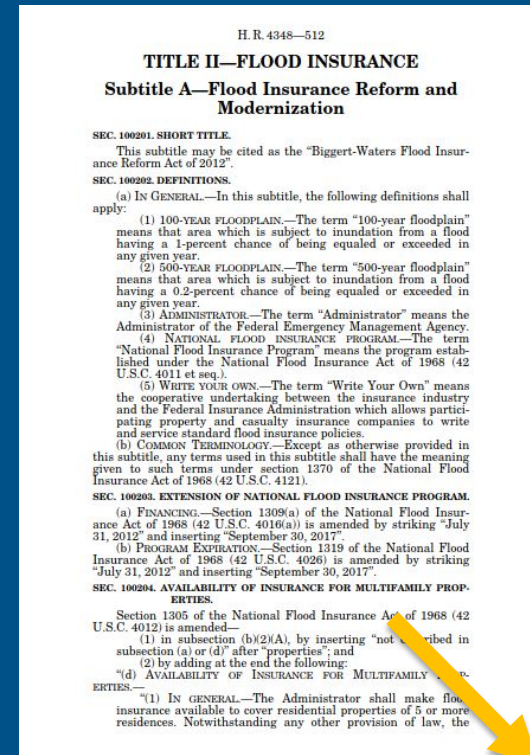 H. R. 4348—512
TITLE II—FLOOD INSURANCE
Subtitle A—Flood Insurance Reform and
Modernization
SEC. 100201. SHORT TITLE.
This subtitle may be cited as the “Biggert-Waters Flood Insur-
ance Reform Act of 2012”.
SEC. 100202. DEFINITIONS.
(a) IN GENERAL.—In this subtitle, the following definitions shall
apply:
(1) 100-YEAR FLOODPLAIN.—The term “100-year floodplain”
means that area which is subject to inundation from a flood
having a 1-percent chance of being equaled or exceeded in
any given year.
(2) 500-YEAR FLOODPLAIN.—The term “500-year floodplain”
means that area which is subject to inundation from a flood
having a 0.2-percent chance of being equaled or exceeded in
any given year.
(3) ADMINISTRATOR.—The term “Administrator” means the
Administrator of the Federal Emergency Management Agency.
(4) NATIONAL FLOOD INSURANCE PROGRAM.—The term
“National Flood Insurance Program” means the program estab-
lished under the National Flood Insurance Act of 1968 (42
U.S.C. 4011 et seq.).
(5) WRITE YOUR OWN.—The term “Write Your Own” means
the cooperative undertaking between the insurance industry
and the Federal Insurance Administration which allows partici-
pating property and casualty insurance companies to write
and service standard flood insurance policies.
(b) COMMON TERMINOLOGY.—Except as otherwise provided in
this subtitle, any terms used in this subtitle shall have the meaning
given to such terms under section 1370 of the National Flood
Insurance Act of 1968 (42 U.S.C. 4121).
SEC. 100203. EXTENSION OF NATIONAL FLOOD INSURANCE PROGRAM.
(a) FINANCING.—Section 1309(a) of the National Flood Insur-
ance Act of 1968 (42 U.S.C. 4016(a)) is amended by striking “July
31, 2012” and inserting “September 30, 2017”.
(b) PROGRAM EXPIRATION.—Section 1319 of the National Flood
Insurance Act of 1968 (42 U.S.C. 4026) is amended by striking
“July 31, 2012” and inserting “September 30, 2017”.
SEC. 100204. AVAILABILITY OF INSURANCE FOR MULTIFAMILY PROP-
ERTIES.
Section 1305 of the National Flood Insurance Act of 1968 (42
U.S.C. 4012) is amended—
(1) in subsection (b)(2)(A), by inserting “not in
subsection (a) or (d)” after “properties”; and
(2) by adding at the end the following:
“(d) AVAILABILITY OF INSURANCE FOR MULTIFAMILY
ERTIES.—
“(1) IN GENERAL.—The Administrator shall make
insurance available to cover residential properties of 5 or more
residences. Notwithstanding any other provision of law, the